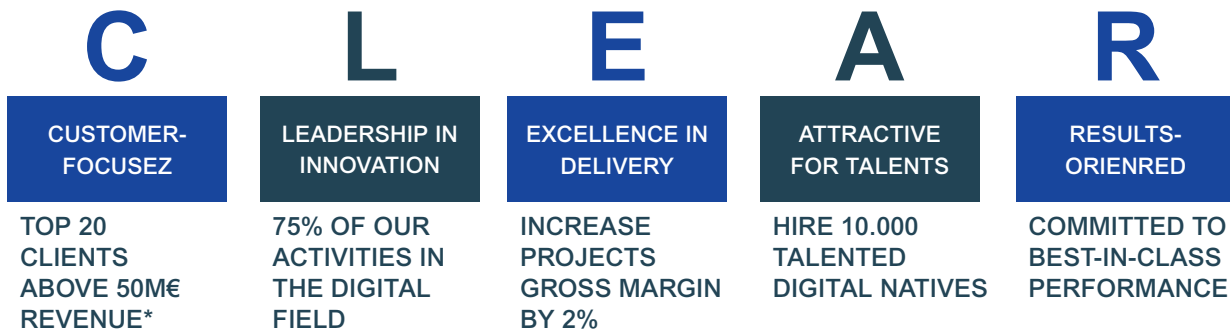 C
L
E
A
R
CUSTOMER-
FOCUSEZ
LEADERSHIP IN
INNOVATION
EXCELLENCE IN
DELIVERY
ATTRACTIVE
FOR TALENTS
RESULTS-
ORIENRED
TOP 20
CLIENTS
ABOVE 50M€
REVENUE*
75% OF OUR
ACTIVITIES IN
THE DIGITAL
FIELD
INCREASE
PROJECTS
GROSS MARGIN
BY 2%
HIRE 10.000
TALENTED
DIGITAL NATIVES
COMMITTED TO
BEST-IN-CLASS
PERFORMANCE